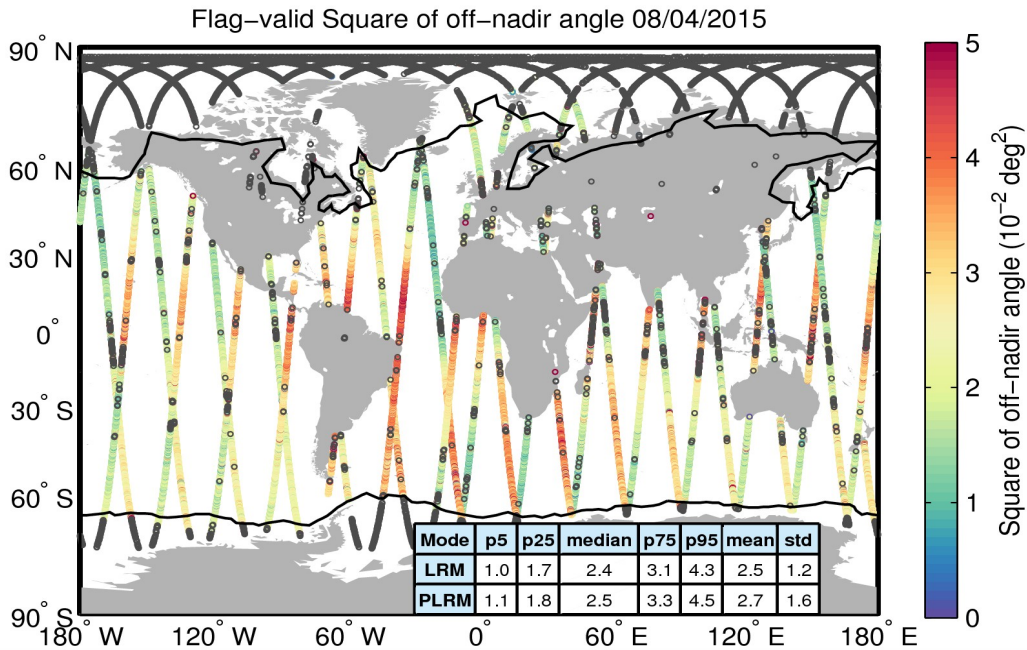 Flag−valid Square of off−nadir angle 08/04/2015
90° N
60° N
30° N
0°
30° S
60° S
90° S
180° W
120° W
60° W
0°
60° E
120° E
180° E
Mode p5 p25 median p75 p95 mean std
LRM 1.0 1.7 2.4 3.1 4.3 2.5 1.2
PLRM 1.1 1.8 2.5 3.3 4.5 2.7 1.6
5
4
3
2
1
0
Square of off−nadir angle (10⁻² deg²)